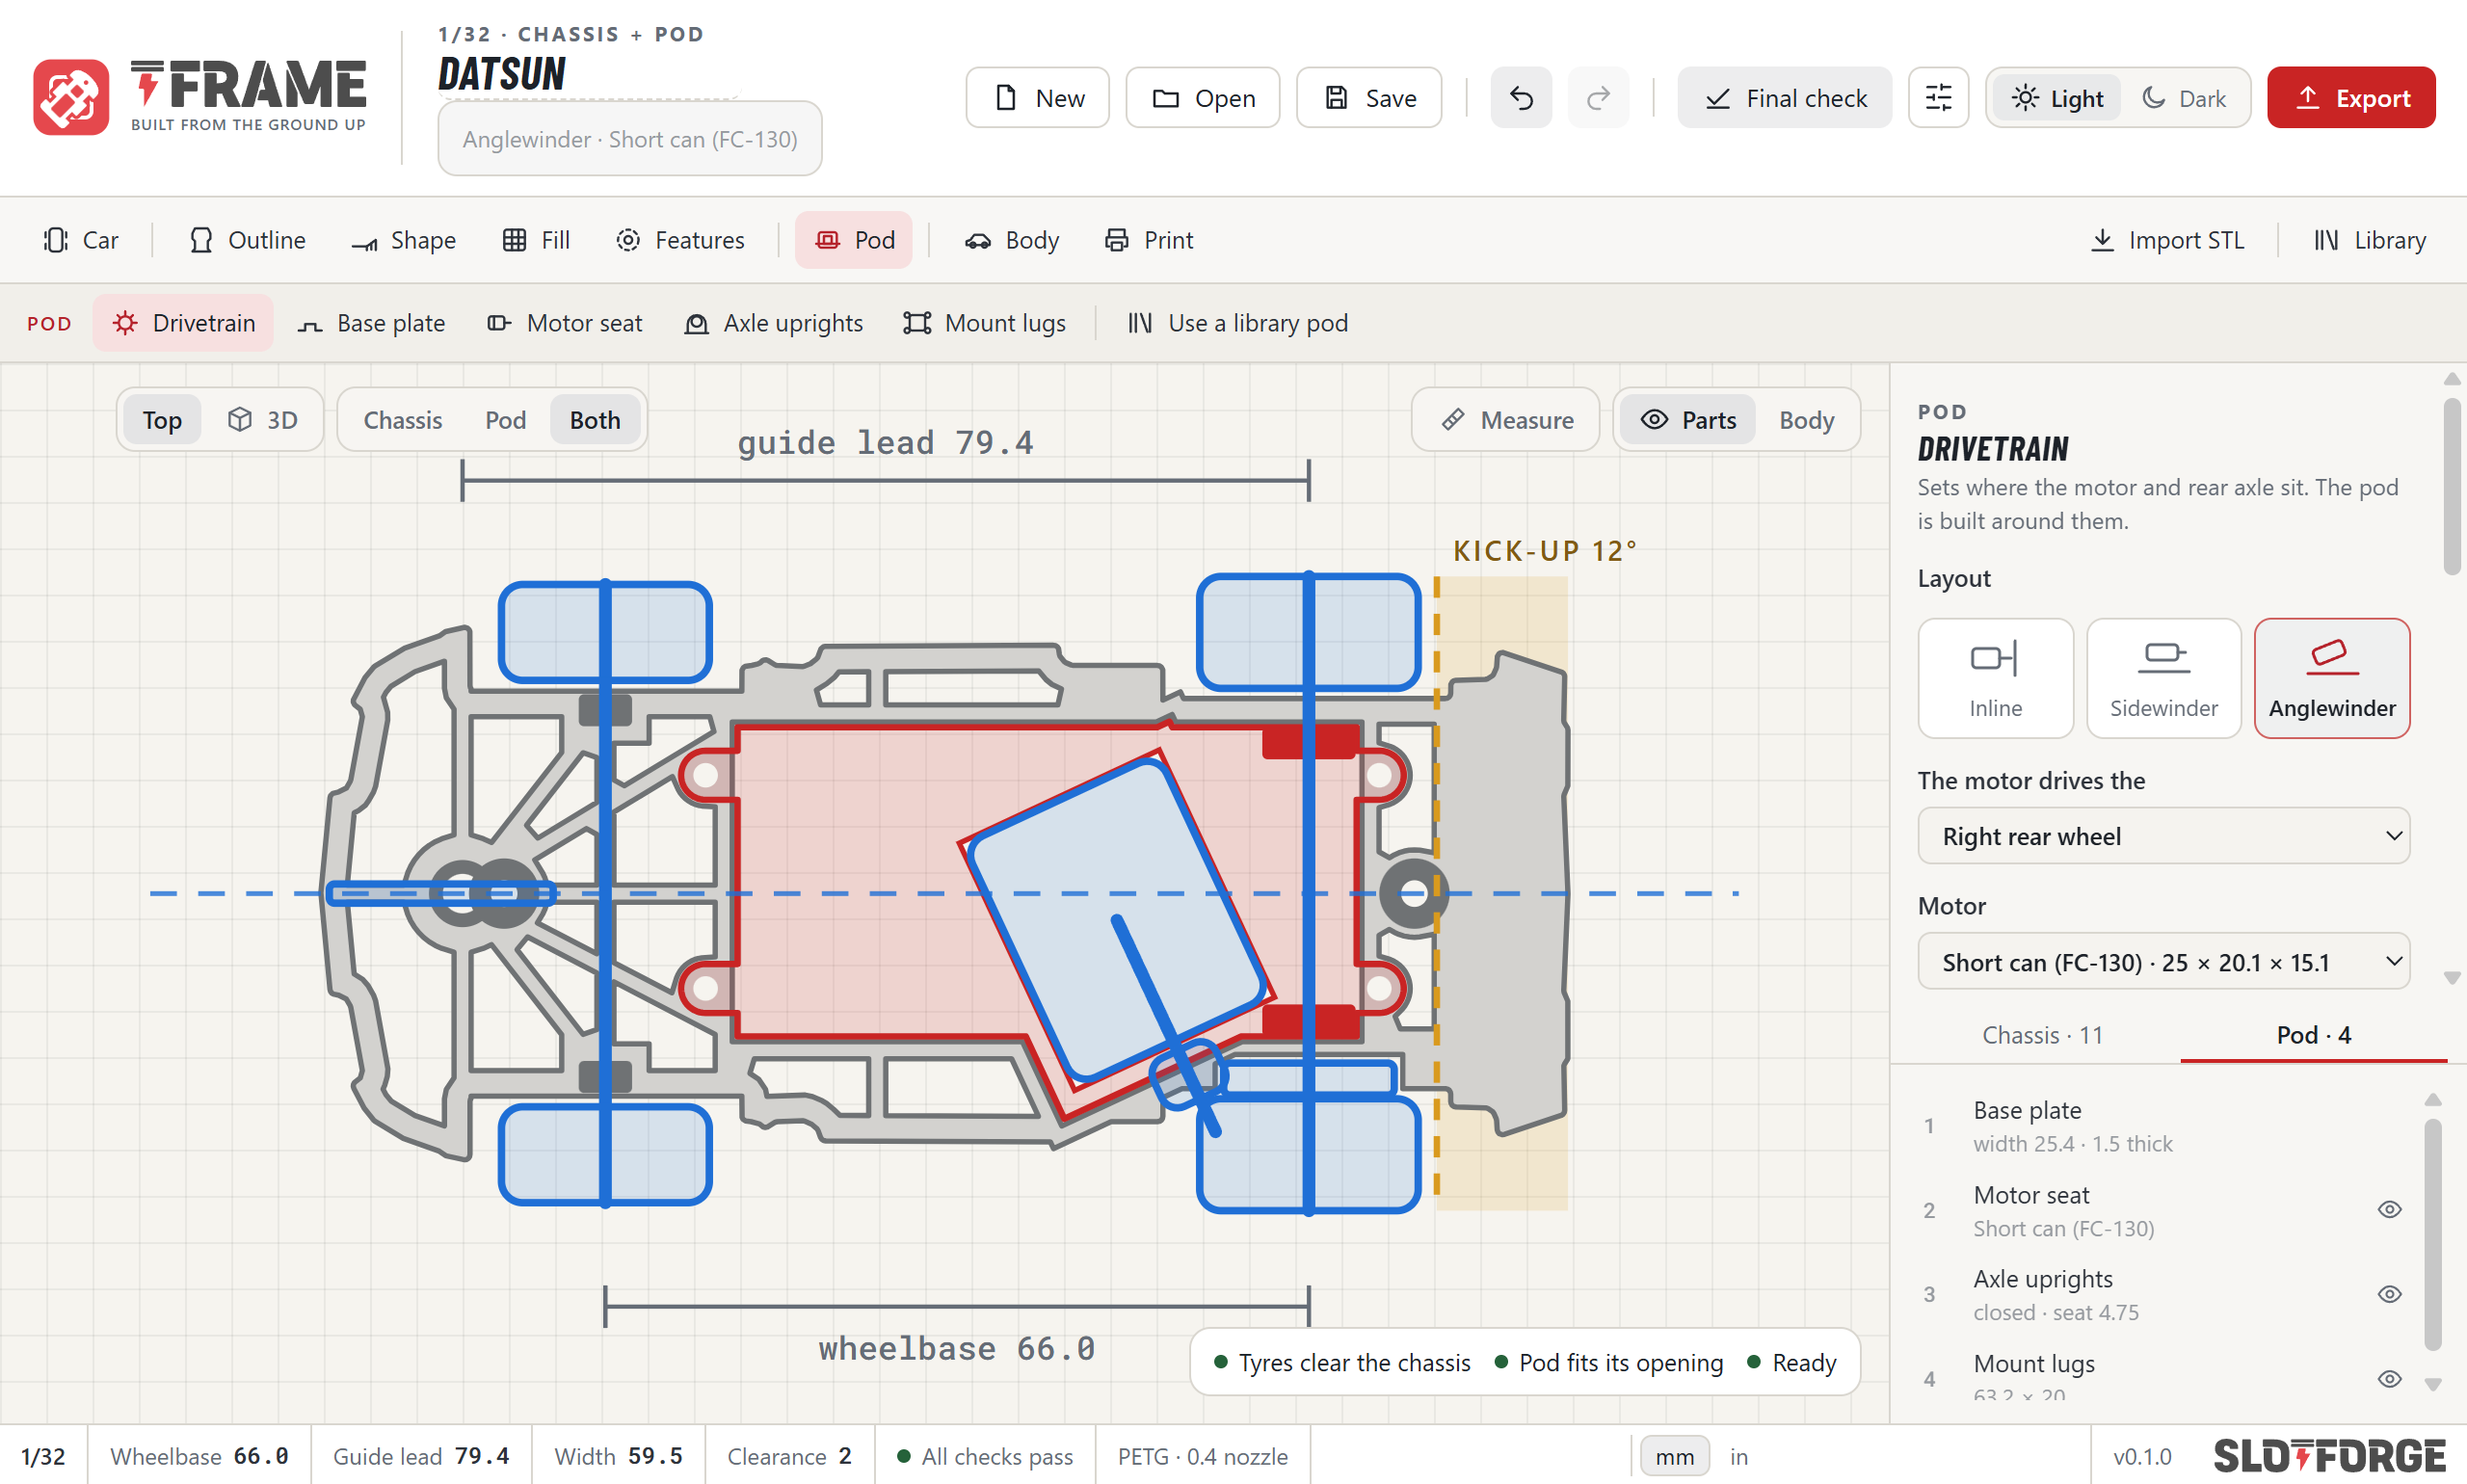 TFRAME
BUILT FROM THE GROUND UP
1/32 · CHASSIS + POD
DATSUN
Anglewinder · Short can (FC-130)
New
Open
Save
Final check
Light
Dark
Export
Car
Outline
Shape
Fill
Features
Pod
Body
Print
Import STL
Library
POD
Drivetrain
Base plate
Motor seat
Axle uprights
Mount lugs
Use a library pod
Top
3D
Chassis
Pod
Both
Measure
Parts
Body
guide lead 79.4
KICK-UP 12°
wheelbase 66.0
Tyres clear the chassis
Pod fits its opening
Ready
POD
DRIVETRAIN
Sets where the motor and rear axle sit. The pod
is built around them.
Layout
Inline
Sidewinder
Anglewinder
The motor drives the
Right rear wheel
Motor
Short can (FC-130) · 25 × 20.1 × 15.1
Chassis · 11
Pod · 4
1
Base plate
width 25.4 · 1.5 thick
2
Motor seat
Short can (FC-130)
3
Axle uprights
closed · seat 4.75
4
Mount lugs
63.2 × 20
1/32
Wheelbase 66.0
Guide lead 79.4
Width 59.5
Clearance 2
All checks pass
PETG · 0.4 nozzle
mm
in
v0.1.0
SLOTFORGE